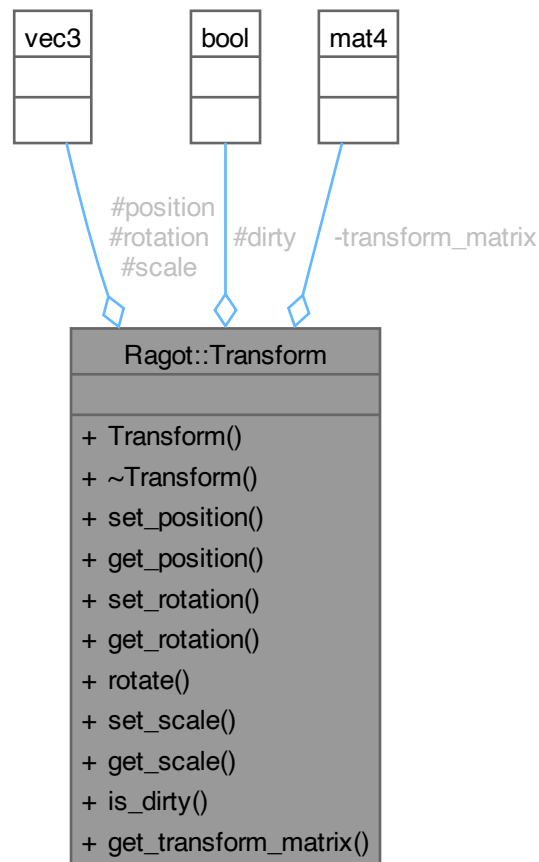 vec3
bool
mat4
#position
#rotation
#scale
#dirty
-transform_matrix
Ragot::Transform
+ Transform()
+ ~Transform()
+ set_position()
+ get_position()
+ set_rotation()
+ get_rotation()
+ rotate()
+ set_scale()
+ get_scale()
+ is_dirty()
+ get_transform_matrix()